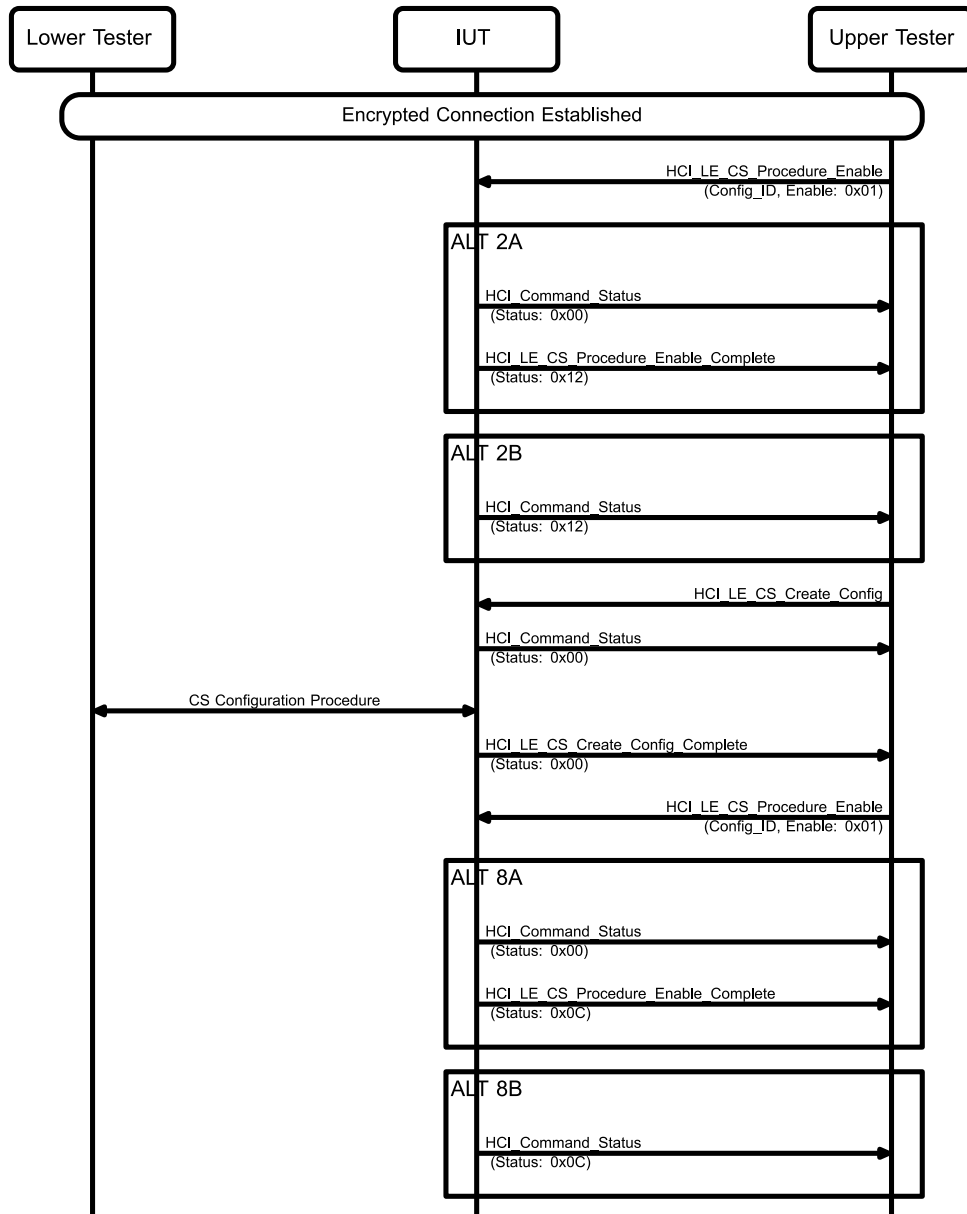 Lower Tester
IUT
Upper Tester
Encrypted Connection Established
HCI_LE_CS_Procedure_Enable
(Config_ID, Enable: 0x01)
ALT 2A
HCI_Command_Status
(Status: 0x00)
HCI_LE_CS_Procedure_Enable_Complete
(Status: 0x12)
ALT 2B
HCI_Command_Status
(Status: 0x12)
HCI_LE_CS_Create_Config
HCI_Command_Status
(Status: 0x00)
CS Configuration Procedure
HCI_LE_CS_Create_Config_Complete
(Status: 0x00)
HCI_LE_CS_Procedure_Enable
(Config_ID, Enable: 0x01)
ALT 8A
HCI_Command_Status
(Status: 0x00)
HCI_LE_CS_Procedure_Enable_Complete
(Status: 0x0C)
ALT 8B
HCI_Command_Status
(Status: 0x0C)